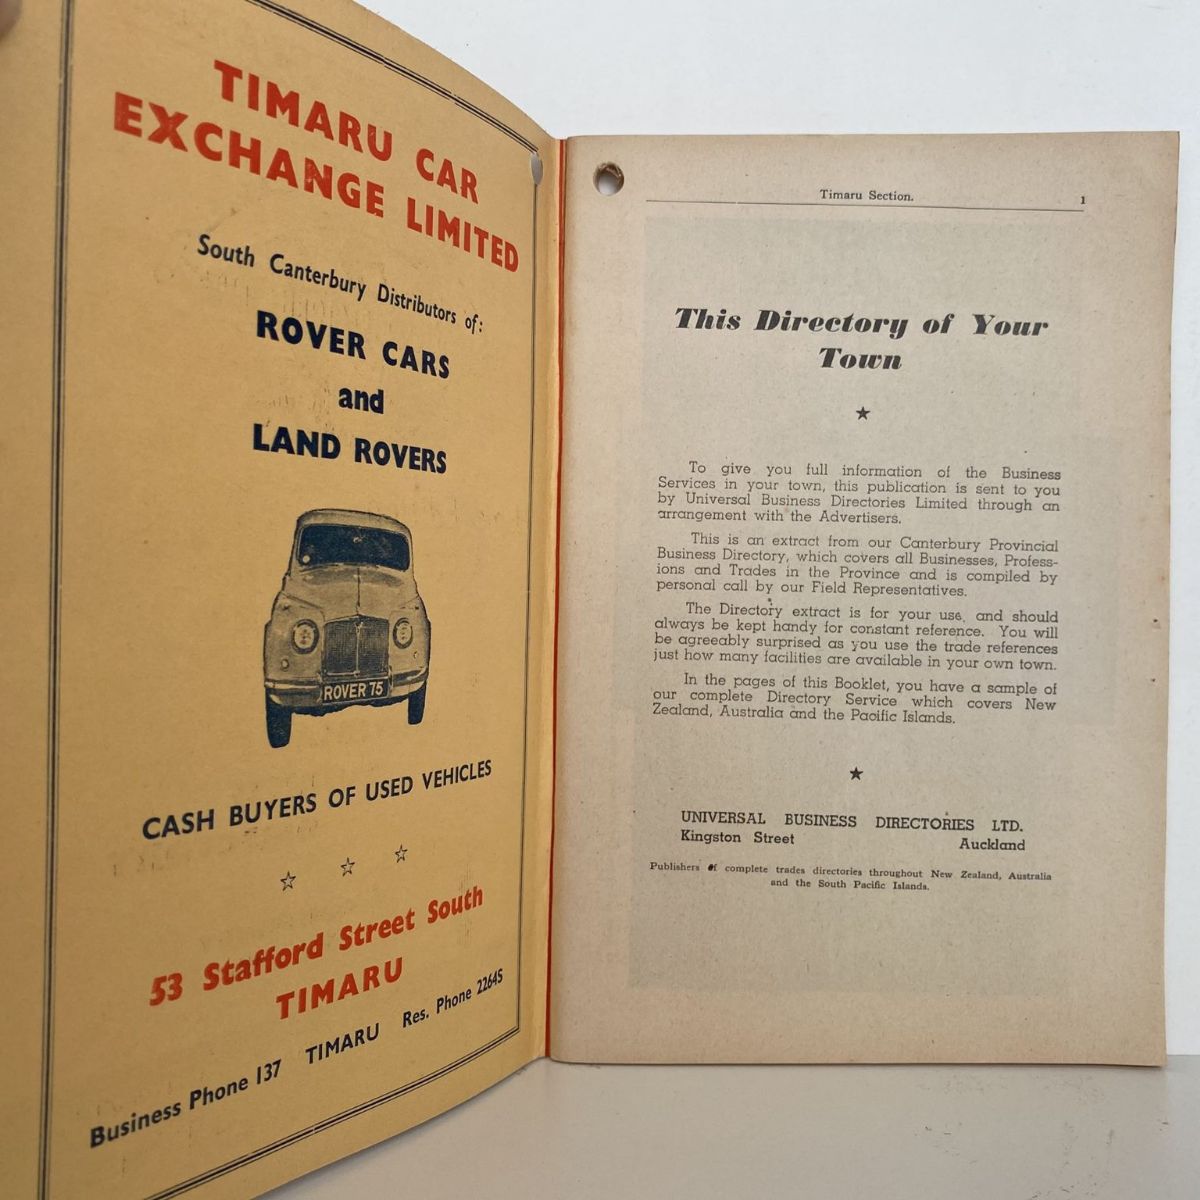 TIMARU CAR
EXCHANGE LIMITED
South Canterbury Distributors of:
ROVER CARS
and
LAND ROVERS
ROVER 75
CASH BUYERS OF USED VEHICLES
53 Stafford Street South
TIMARU
Business Phone 137 TIMARU Res. Phone 22645
Timaru Section. 1
This Directory of Your
Town
To give you full information of the Business
Services in your town, this publication is sent to you
by Universal Business Directories Limited through an
arrangement with the Advertisers.
This is an extract from our Canterbury Provincial
Business Directory, which covers all Businesses, Profess-
ions and Trades in the Province and is compiled by
personal call by our Field Representatives.
The Directory extract is for your use, and should
always be kept handy for constant reference. You will
be agreeably surprised as you use the trade references
just how many facilities are available in your own town.
In the pages of this Booklet, you have a sample of
our complete Directory Service which covers New
Zealand, Australia and the Pacific Islands.
UNIVERSAL BUSINESS DIRECTORIES LTD.
Kingston Street Auckland
Publishers of complete trades directories throughout New Zealand, Australia
and the South Pacific Islands.